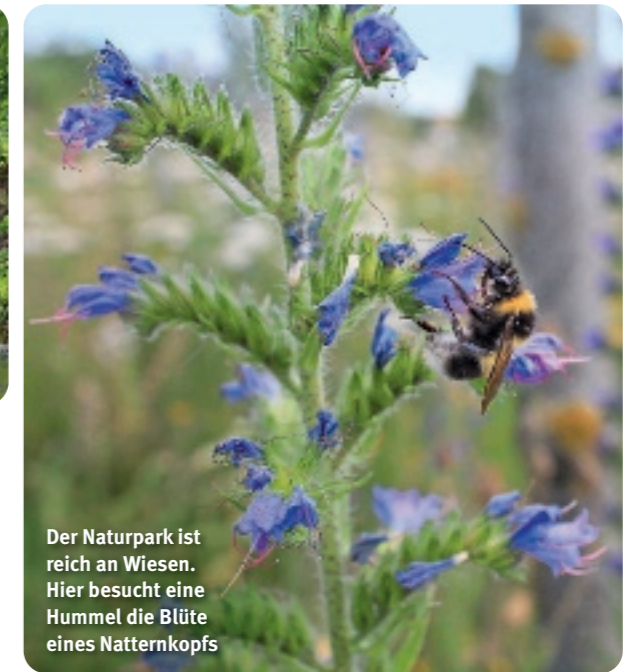 Der Naturpark ist
reich an Wiesen.
Hier besucht eine
Hummel die Blüte
eines Natternkopfs